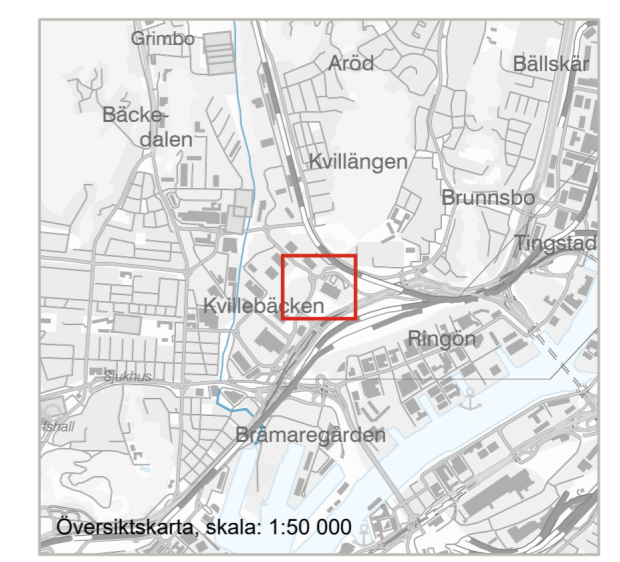 Grimbo
Aröd
Bällskär
Bäcke-
dalen
Kvillängen
Brunnsbo
Tingstad
Kvillebäcken
Ringön
Sjukhus
Ishall
Brämaregården
Översiktskarta, skala: 1:50 000